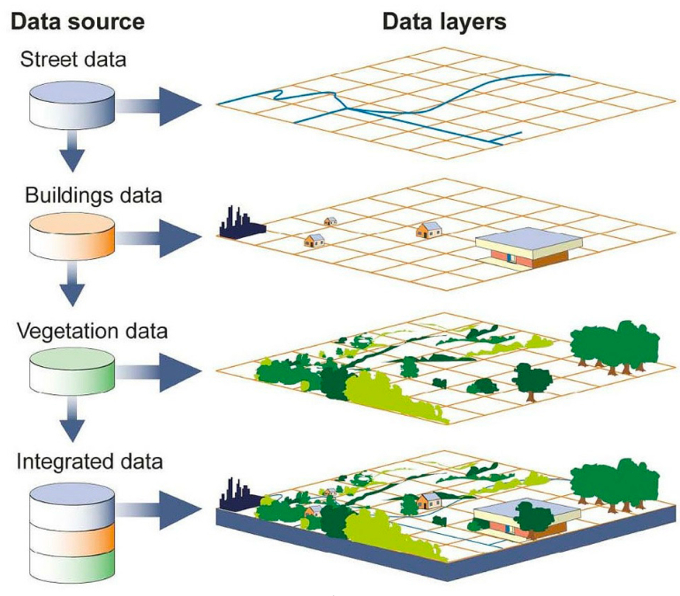 Data source
Data layers
Street data
Buildings data
Vegetation data
Integrated data